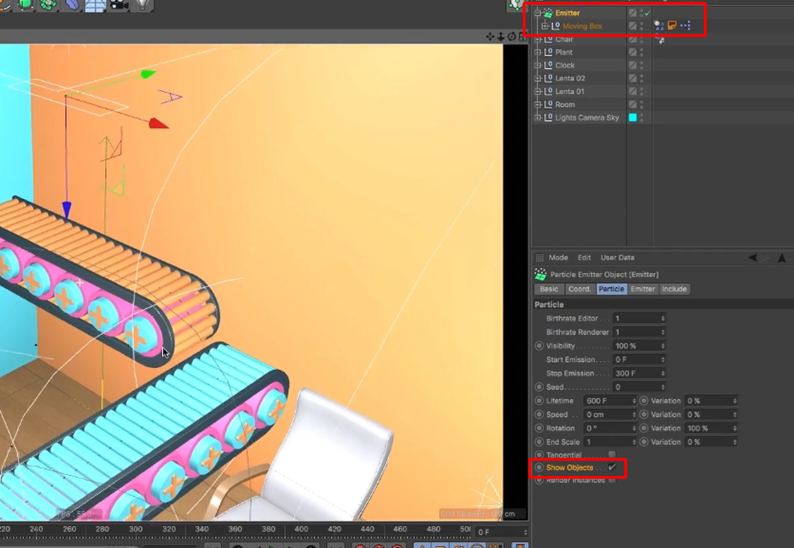 Emitter
Moving Box
Chair
Plant
Clock
Lenta 02
Lenta 01
Room
Lights Camera Sky
Mode Edit User Data
Particle Emitter Object [Emitter]
Basic Coord. Particle Emitter Include
Particle
Birthrate Editor 1
Birthrate Renderer 1
Visibility 100 %
Start Emission 0 F
Stop Emission 300 F
Seed 0
Lifetime 600 F Variation 0 %
Speed 0 cm Variation 0 %
Rotation 0 ° Variation 100 %
End Scale 1 Variation 0 %
Tangential
Show Objects
Render Instances
220 240 260 280 300 320 340 360 380 400 420 440 460 480 0 F